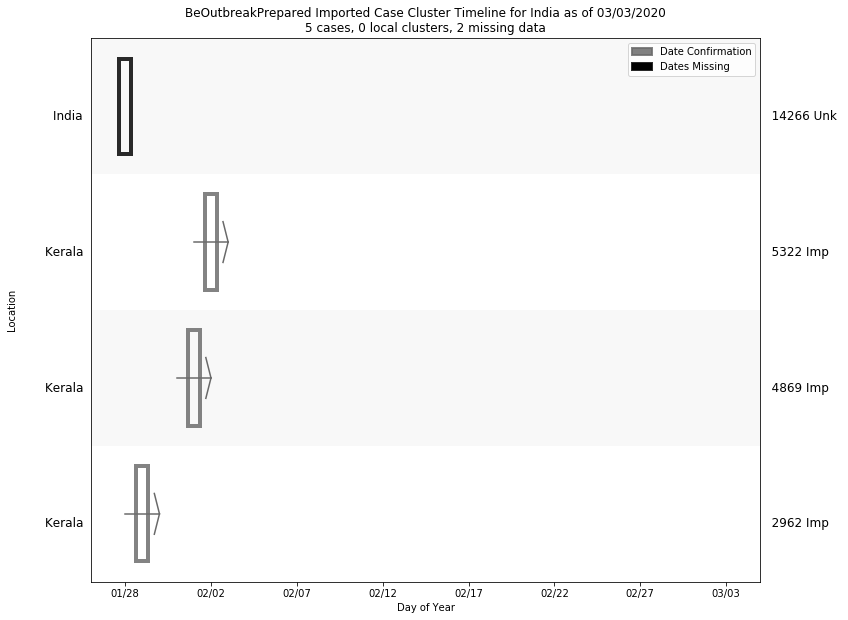 BeOutbreakPrepared Imported Case Cluster Timeline for India as of 03/03/2020
5 cases, 0 local clusters, 2 missing data
Date Confirmation
Dates Missing
India
14266 Unk
Kerala
5322 Imp
Location
Kerala
4869 Imp
Kerala
2962 Imp
01/28 02/02 02/07 02/12 02/17 02/22 02/27 03/03
Day of Year